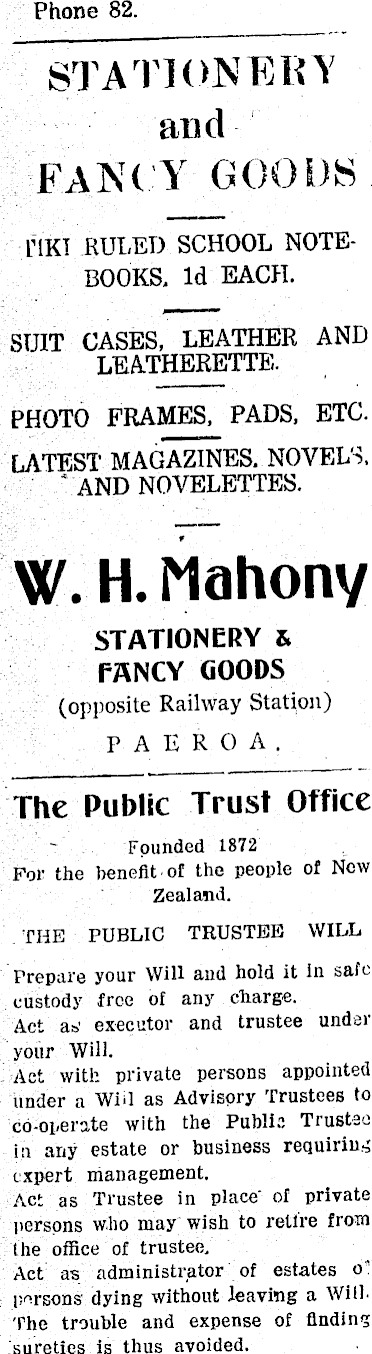 Phone 82.
STATIONERY
and
FANCY GOODS
TIKI RULED SCHOOL NOTE-
BOOKS, 1d EACH.
SUIT CASES, LEATHER AND
LEATHERETTE.
PHOTO FRAMES, PADS, ETC.
LATEST MAGAZINES, NOVELS,
AND NOVELETTES.
W. H. Mahony
STATIONERY &
FANCY GOODS
(opposite Railway Station)
PAEROA.
The Public Trust Office
Founded 1872
For the benefit of the people of New
Zealand.
THE PUBLIC TRUSTEE WILL
Prepare your Will and hold it in safe
custody free of any charge.
Act as executor and trustee under
your Will.
Act with private persons appointed
under a Will as Advisory Trustees to
co-operate with the Public Trustee
in any estate or business requiring
expert management.
Act as Trustee in place of private
persons who may wish to retire from
the office of trustee.
Act as administrator of estates of
persons dying without leaving a Will.
The trouble and expense of finding
sureties is thus avoided.